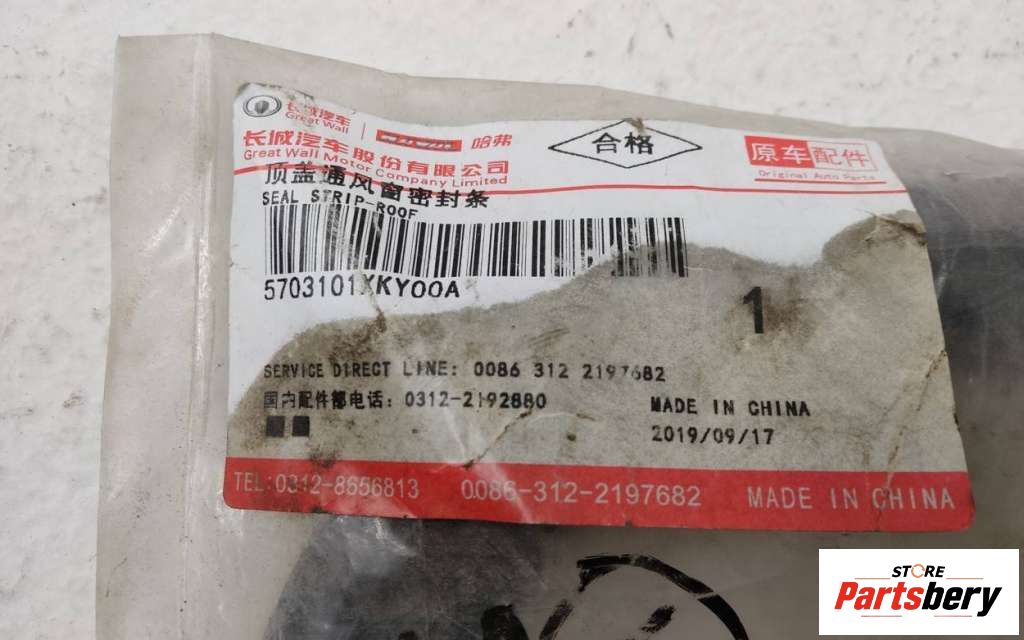 长城汽车
Great Wall
哈弗
长城汽车股份有限公司
Great Wall Motor Company Limited
合格
原车配件
Original Auto Parts
顶盖通风窗密封条
SEAL STRIP-ROOF
5703101XKY00A
1
SERVICE DIRECT LINE: 0086 312 2197682
国内配件部电话: 0312-2192880
MADE IN CHINA
2019/09/17
TEL:0312-8656813 0086-312-2197682 MADE IN CHINA
STORE
Partsbery